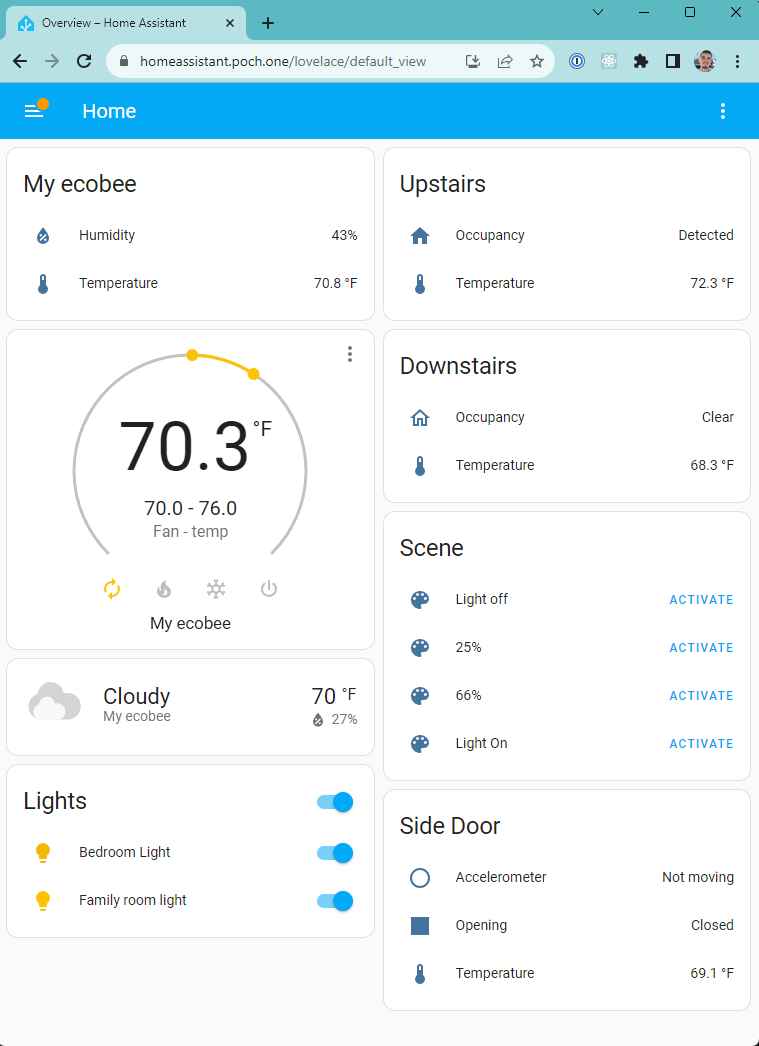 Overview – Home Assistant
homeassistant.poch.one/lovelace/default_view
Home
My ecobee
Humidity 43%
Temperature 70.8 °F
70.3 °F
70.0 - 76.0
Fan - temp
My ecobee
Cloudy 70 °F
My ecobee 27%
Lights
Bedroom Light
Family room light
Upstairs
Occupancy Detected
Temperature 72.3 °F
Downstairs
Occupancy Clear
Temperature 68.3 °F
Scene
Light off ACTIVATE
25% ACTIVATE
66% ACTIVATE
Light On ACTIVATE
Side Door
Accelerometer Not moving
Opening Closed
Temperature 69.1 °F